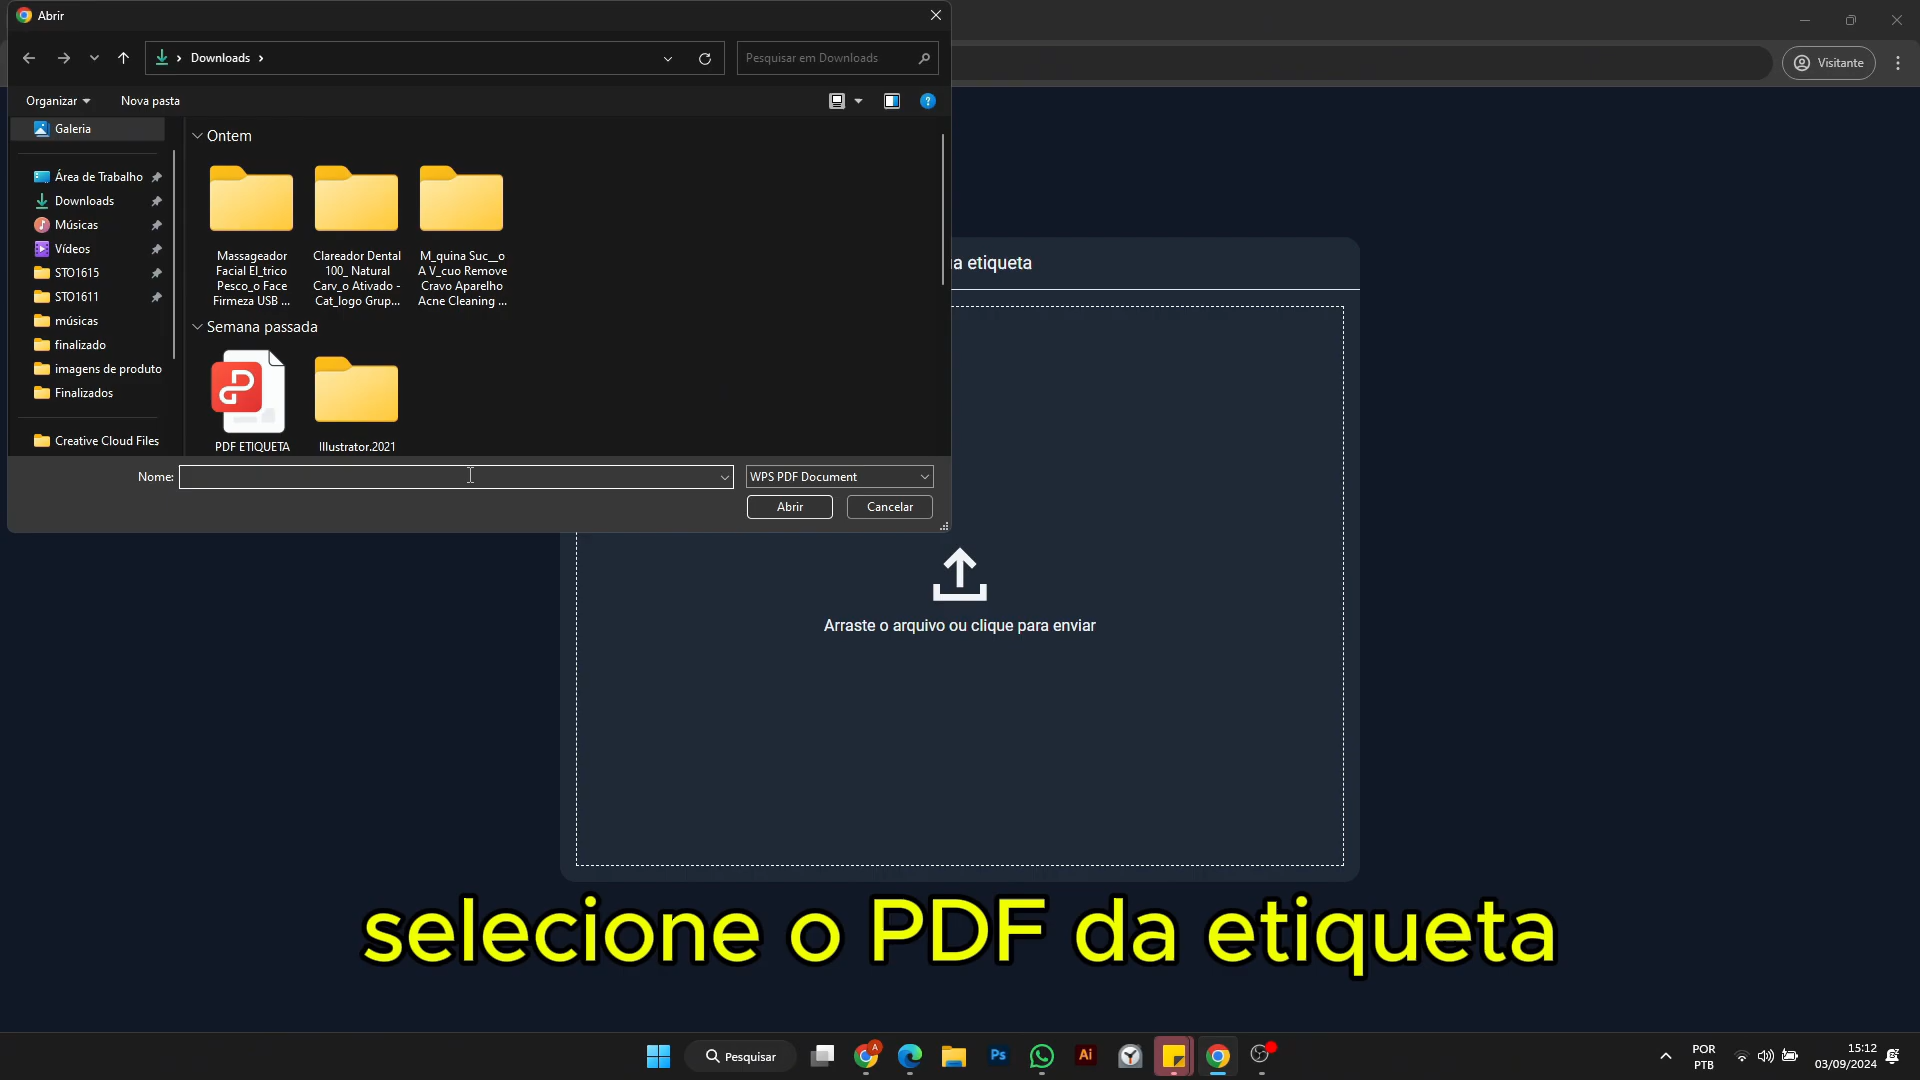 Abrir
Downloads
Pesquisar em Downloads
Visitante
Organizar
Nova pasta
Galeria
Área de Trabalho
Downloads
Músicas
Vídeos
STO1615
STO1611
músicas
finalizado
imagens de produto
Finalizados
Creative Cloud Files
Ontem
Massageador
Facial El_trico
Pesco_o Face
Firmeza USB ...
Clareador Dental
100_ Natural
Carv_o Ativado -
Cat_logo Grup...
M_quina Suc__o
A V_cuo Remove
Cravo Aparelho
Acne Cleaning ...
Semana passada
PDF ETIQUETA
Illustrator.2021
Nome:
WPS PDF Document
Abrir
Cancelar
a etiqueta
Arraste o arquivo ou clique para enviar
selecione o PDF da etiqueta
Pesquisar
A
Ps
Ai
POR
PTB
15:12
03/09/2024